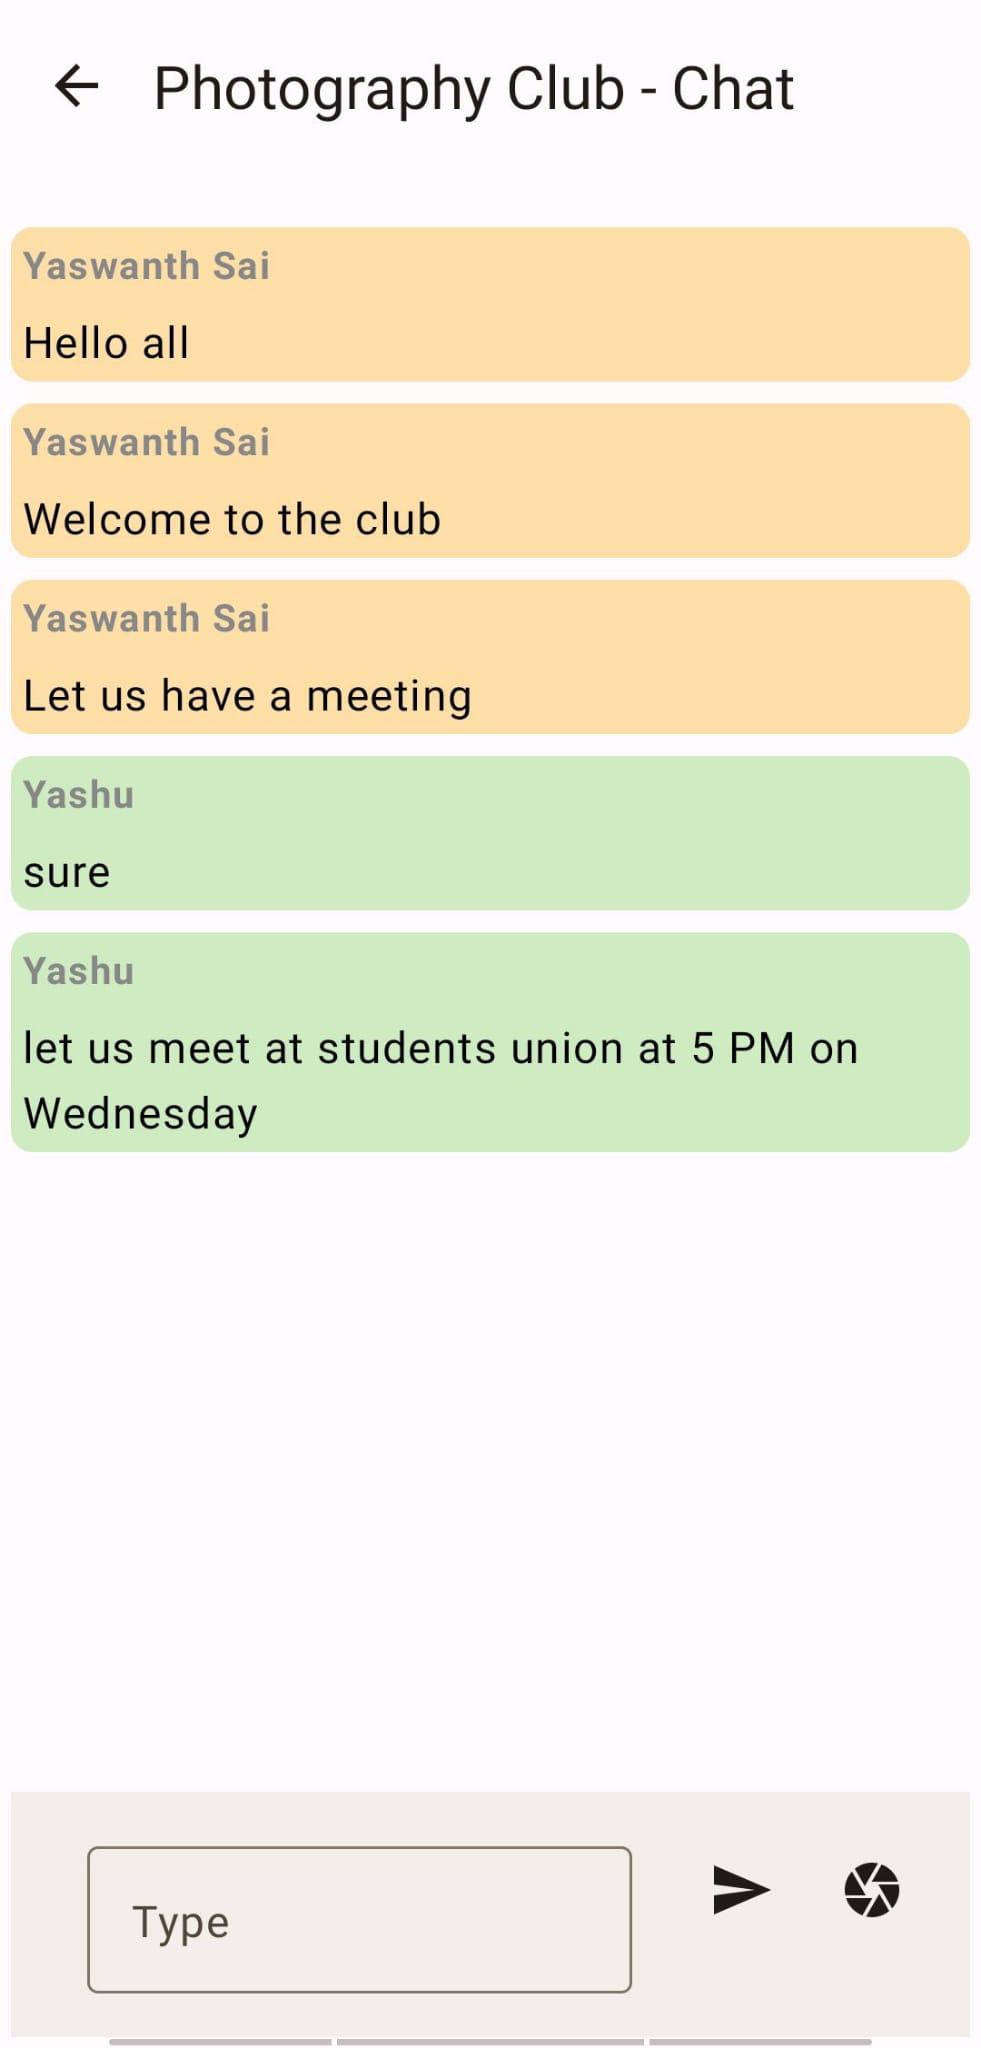 Photography Club - Chat
Yaswanth Sai
Hello all
Yaswanth Sai
Welcome to the club
Yaswanth Sai
Let us have a meeting
Yashu
sure
Yashu
let us meet at students union at 5 PM on
Wednesday
Type